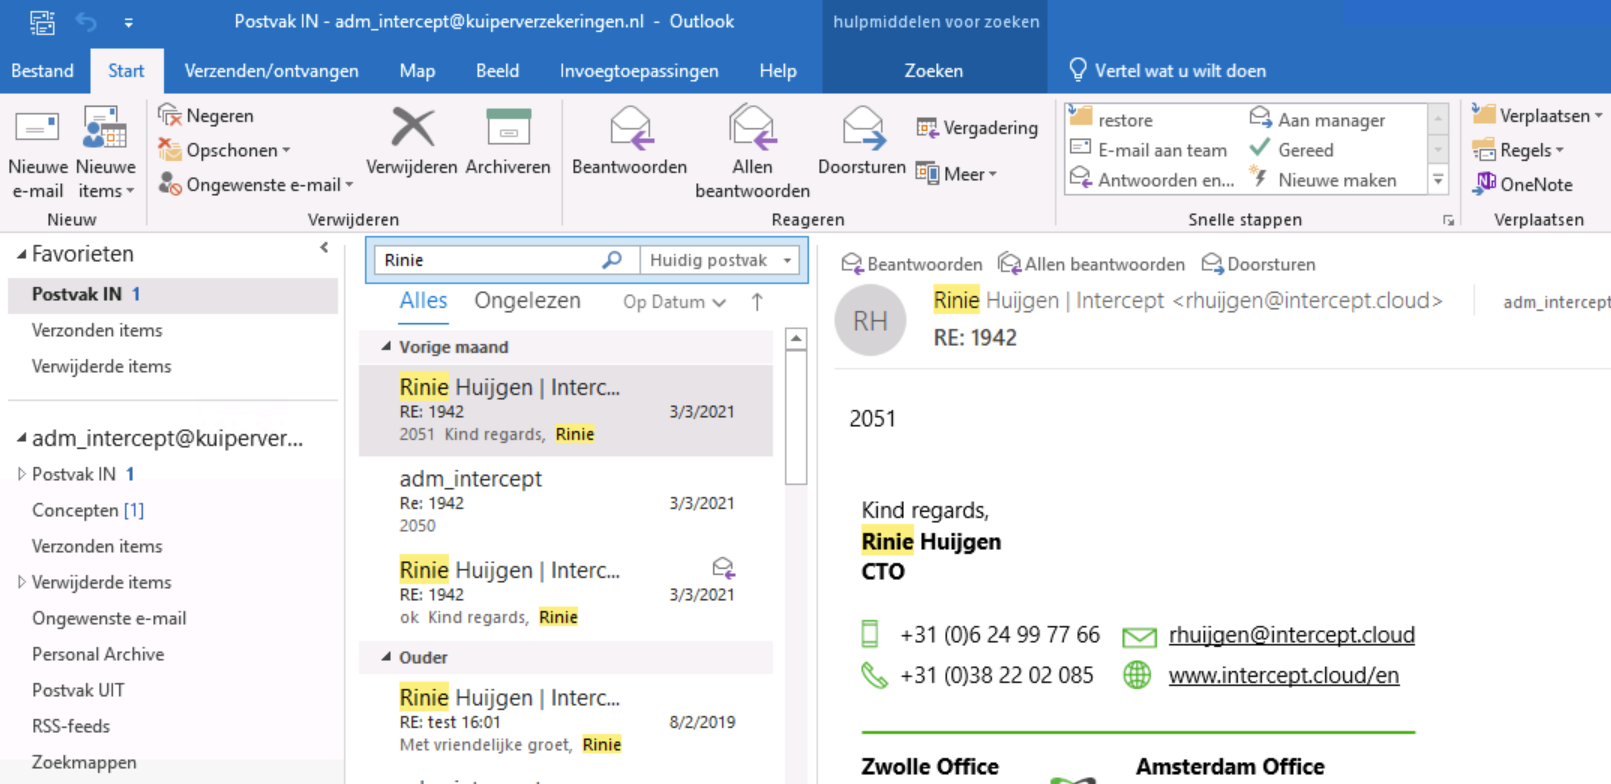 Postvak IN - adm_intercept@kuiperverzekeringen.nl - Outlook
hulpmiddelen voor zoeken
Bestand Start Verzenden/ontvangen Map Beeld Invoegtoepassingen Help Zoeken Vertel wat u wilt doen
Nieuwe e-mail
Nieuwe items
Nieuw
Negeren
Opschonen
Ongewenste e-mail
Verwijderen Archiveren
Verwijderen
Beantwoorden
Allen beantwoorden
Doorsturen
Vergadering
Meer
Reageren
restore
E-mail aan team
Antwoorden en...
Aan manager
Gereed
Nieuwe maken
Snelle stappen
Verplaatsen
Regels
OneNote
Verplaatsen
Favorieten
Postvak IN 1
Verzonden items
Verwijderde items
adm_intercept@kuiperver...
Postvak IN 1
Concepten [1]
Verzonden items
Verwijderde items
Ongewenste e-mail
Personal Archive
Postvak UIT
RSS-feeds
Zoekmappen
Rinie
Huidig postvak
Alles Ongelezen Op Datum
Vorige maand
Rinie Huijgen | Interc...
RE: 1942 3/3/2021
2051 Kind regards, Rinie
adm_intercept
Re: 1942 3/3/2021
2050
Rinie Huijgen | Interc...
RE: 1942 3/3/2021
ok Kind regards, Rinie
Ouder
Rinie Huijgen | Interc...
RE: test 16:01 8/2/2019
Met vriendelijke groet, Rinie
Beantwoorden Allen beantwoorden Doorsturen
RH
Rinie Huijgen | Intercept <rhuijgen@intercept.cloud>
adm_intercept
RE: 1942
2051
Kind regards,
Rinie Huijgen
CTO
+31 (0)6 24 99 77 66 rhuijgen@intercept.cloud
+31 (0)38 22 02 085 www.intercept.cloud/en
Zwolle Office Amsterdam Office